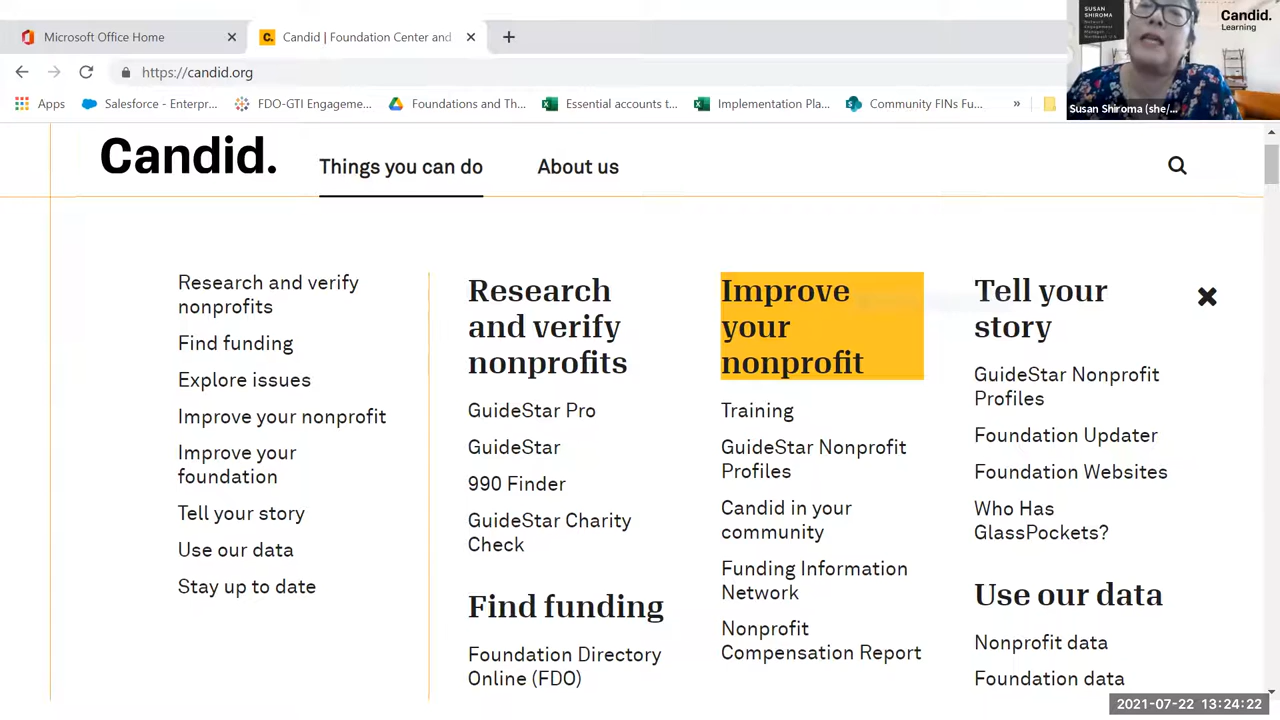 Microsoft Office Home
Candid | Foundation Center and
https://candid.org
Apps
Salesforce - Enterpr...
FDO-GTI Engageme...
Foundations and Th...
Essential accounts t...
Implementation Pla...
Community FINs Fu...
»
SUSAN
SHIROMA
Candid.
Learning
Susan Shiroma (she/...
Candid.
Things you can do
About us
Research and verify
nonprofits
Find funding
Explore issues
Improve your nonprofit
Improve your
foundation
Tell your story
Use our data
Stay up to date
Research
and verify
nonprofits
GuideStar Pro
GuideStar
990 Finder
GuideStar Charity
Check
Find funding
Foundation Directory
Online (FDO)
Improve
your
nonprofit
Training
GuideStar Nonprofit
Profiles
Candid in your
community
Funding Information
Network
Nonprofit
Compensation Report
Tell your
story
GuideStar Nonprofit
Profiles
Foundation Updater
Foundation Websites
Who Has
GlassPockets?
Use our data
Nonprofit data
Foundation data
2021-07-22 13:24:22